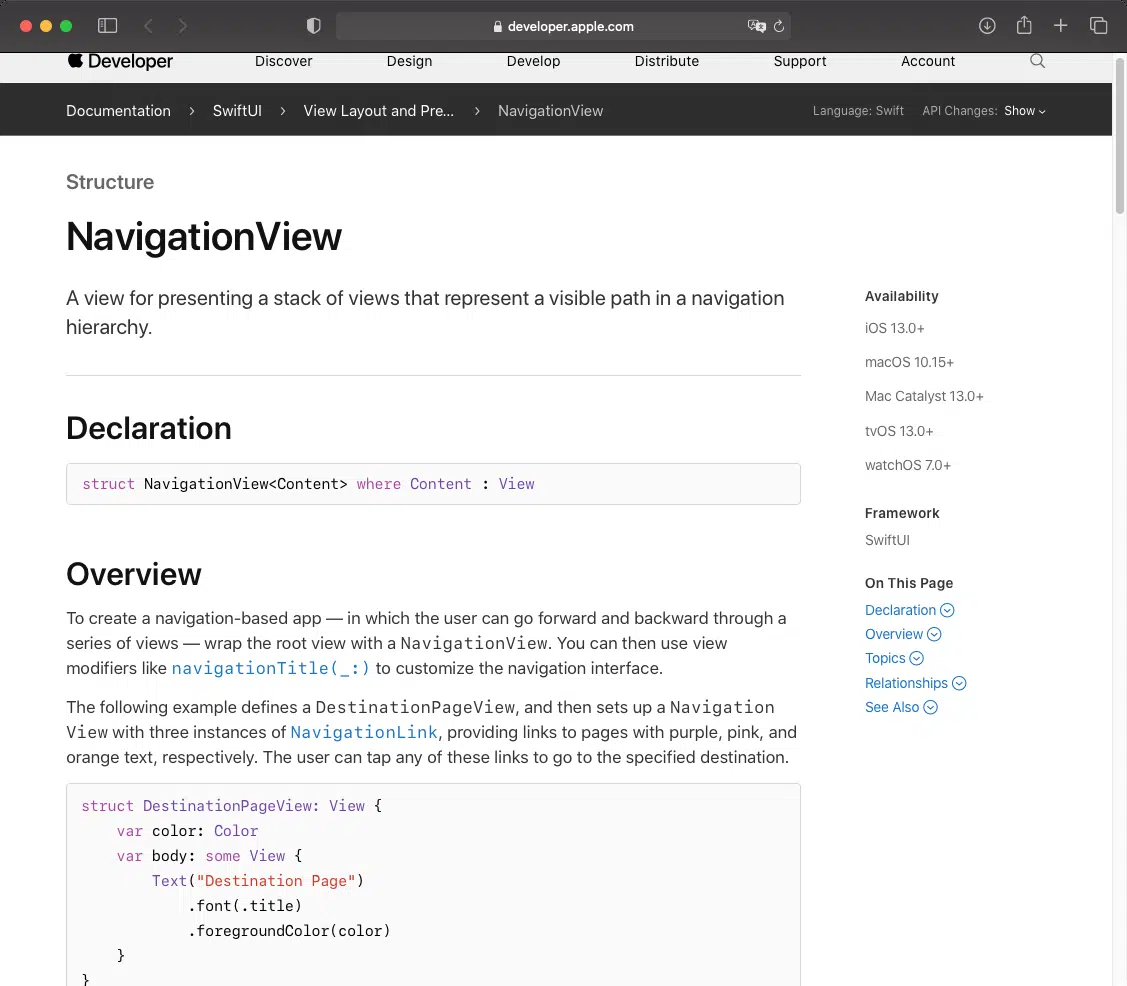 developer.apple.com
Developer
Discover
Design
Develop
Distribute
Support
Account
Documentation > SwiftUI > View Layout and Pre... > NavigationView
Language: Swift
API Changes: Show
Structure
NavigationView
A view for presenting a stack of views that represent a visible path in a navigation
hierarchy.
Declaration
struct NavigationView<Content> where Content : View
Overview
To create a navigation-based app — in which the user can go forward and backward through a
series of views — wrap the root view with a NavigationView. You can then use view
modifiers like navigationTitle(_:) to customize the navigation interface.
The following example defines a DestinationPageView, and then sets up a Navigation
View with three instances of NavigationLink, providing links to pages with purple, pink, and
orange text, respectively. The user can tap any of these links to go to the specified destination.
struct DestinationPageView: View {
    var color: Color
    var body: some View {
        Text("Destination Page")
            .font(.title)
            .foregroundColor(color)
    }
}
Availability
iOS 13.0+
macOS 10.15+
Mac Catalyst 13.0+
tvOS 13.0+
watchOS 7.0+
Framework
SwiftUI
On This Page
Declaration
Overview
Topics
Relationships
See Also